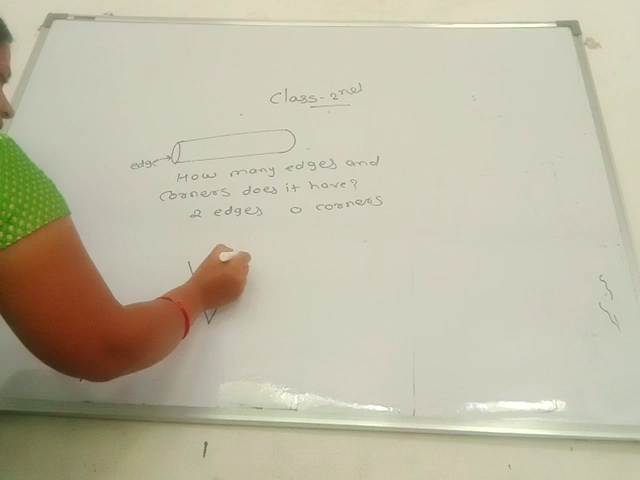 Class-2nd
edge
How many edges and
corners does it have?
2 edges 0 corners